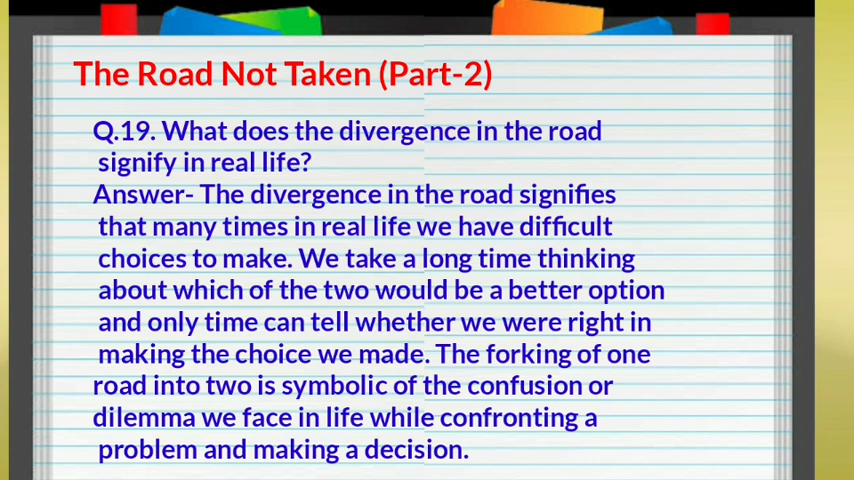 The Road Not Taken (Part-2)
Q.19. What does the divergence in the road
signify in real life?
Answer- The divergence in the road signifies
that many times in real life we have difficult
choices to make. We take a long time thinking
about which of the two would be a better option
and only time can tell whether we were right in
making the choice we made. The forking of one
road into two is symbolic of the confusion or
dilemma we face in life while confronting a
problem and making a decision.